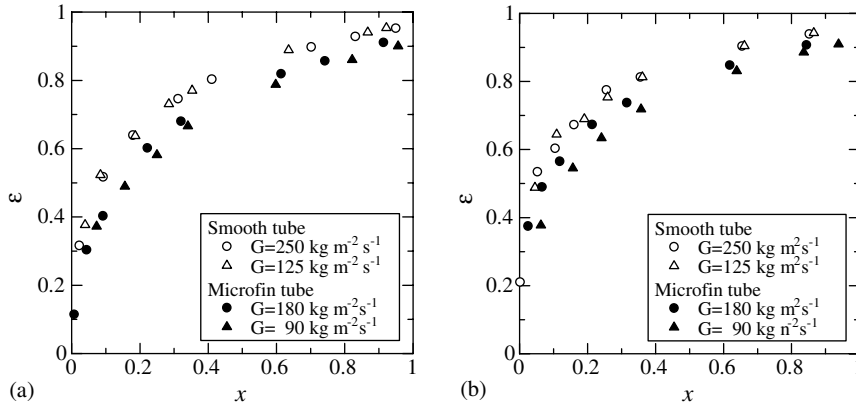 1
0.8
0.6
ε
0.4
0.2
0
Smooth tube
G=250 kg m-2 s-1
G=125 kg m-2 s-1
Microfin tube
G=180 kg m-2s-1
G= 90 kg m-2s-1
0 0.2 0.4 0.6 0.8 1
(a) x
1
0.8
0.6
ε
0.4
0.2
0
Smooth tube
G=250 kg m2s-1
G=125 kg m2s-1
Microfin tube
G=180 kg m2s-1
G= 90 kg n2s-1
0 0.2 0.4 0.6 0.8
(b) x